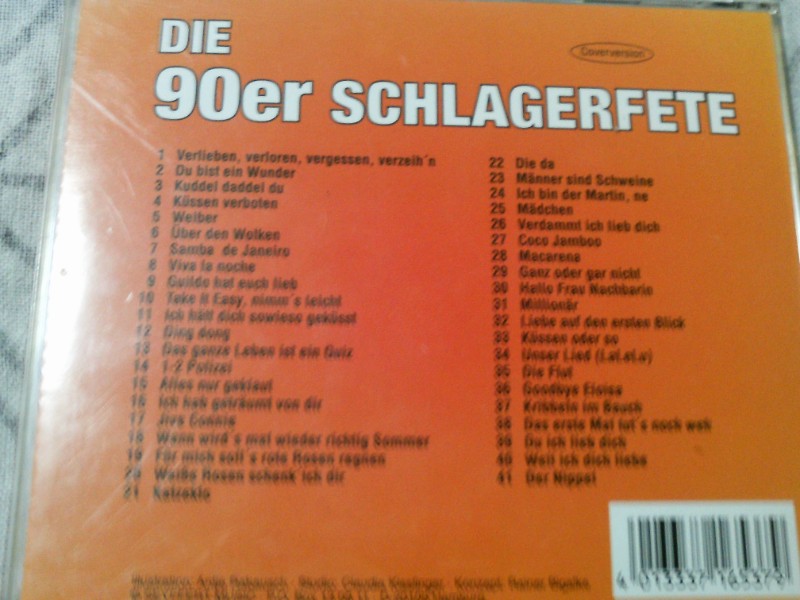 DIE
Coverversion
90er SCHLAGERFETE
1 Verlieben, verloren, vergessen, verzeih´n
2 Du bist ein Wunder
3 Kuddel daddel du
4 Küssen verboten
5 Weiber
6 Über den Wolken
7 Samba de Janeiro
8 Viva la noche
9 Guildo hat euch lieb
10 Take It Easy, nimm´s leicht
11 Ich hätt dich sowieso geküsst
12 Ding dong
13 Das ganze Leben ist ein Quiz
14 1-2 Polizei
15 Alles nur geklaut
16 Ich hab geträumt von dir
17 Jive Connie
18 Wann wird´s mal wieder richtig Sommer
19 Für mich soll´s rote Rosen regnen
20 Weiße Rosen schenk´ich dir
21 Katreklo
22 Die da
23 Männer sind Schweine
24 Ich bin der Martin, ne
25 Mädchen
26 Verdammt ich lieb dich
27 Coco Jamboo
28 Macarena
29 Ganz oder gar nicht
30 Hallo Frau Nachbarin
31 Millionär
32 Liebe auf den ersten Blick
33 Küssen oder so
34 Unser Lied (LaLeLu)
35 Die Flut
36 Goodbye Eloisa
37 Kribbeln im Bauch
38 Das erste Mal tut´s noch weh
39 Du ich lieb dich
40 Weil ich dich liebe
41 Der Nippel